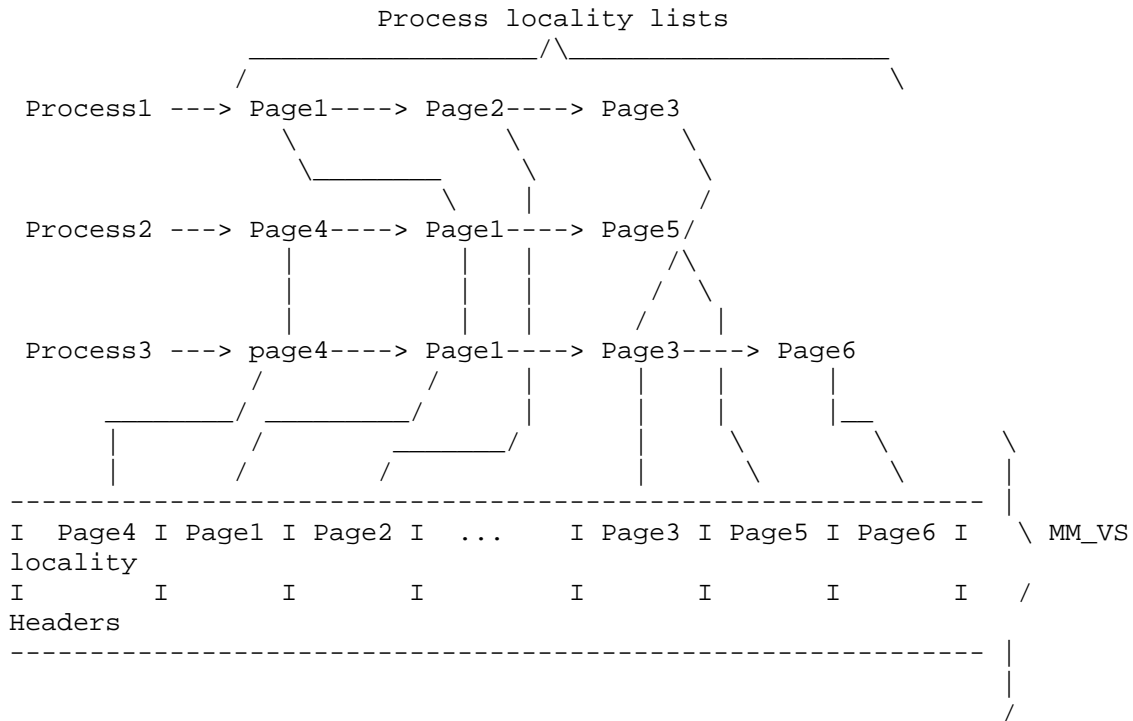 Process locality lists
Process1 ---> Page1----> Page2----> Page3
Process2 ---> Page4----> Page1----> Page5
Process3 ---> page4----> Page1----> Page3----> Page6
I Page4 I Page1 I Page2 I ... I Page3 I Page5 I Page6 I \ MM_VS
locality
I I I I I I I I /
Headers